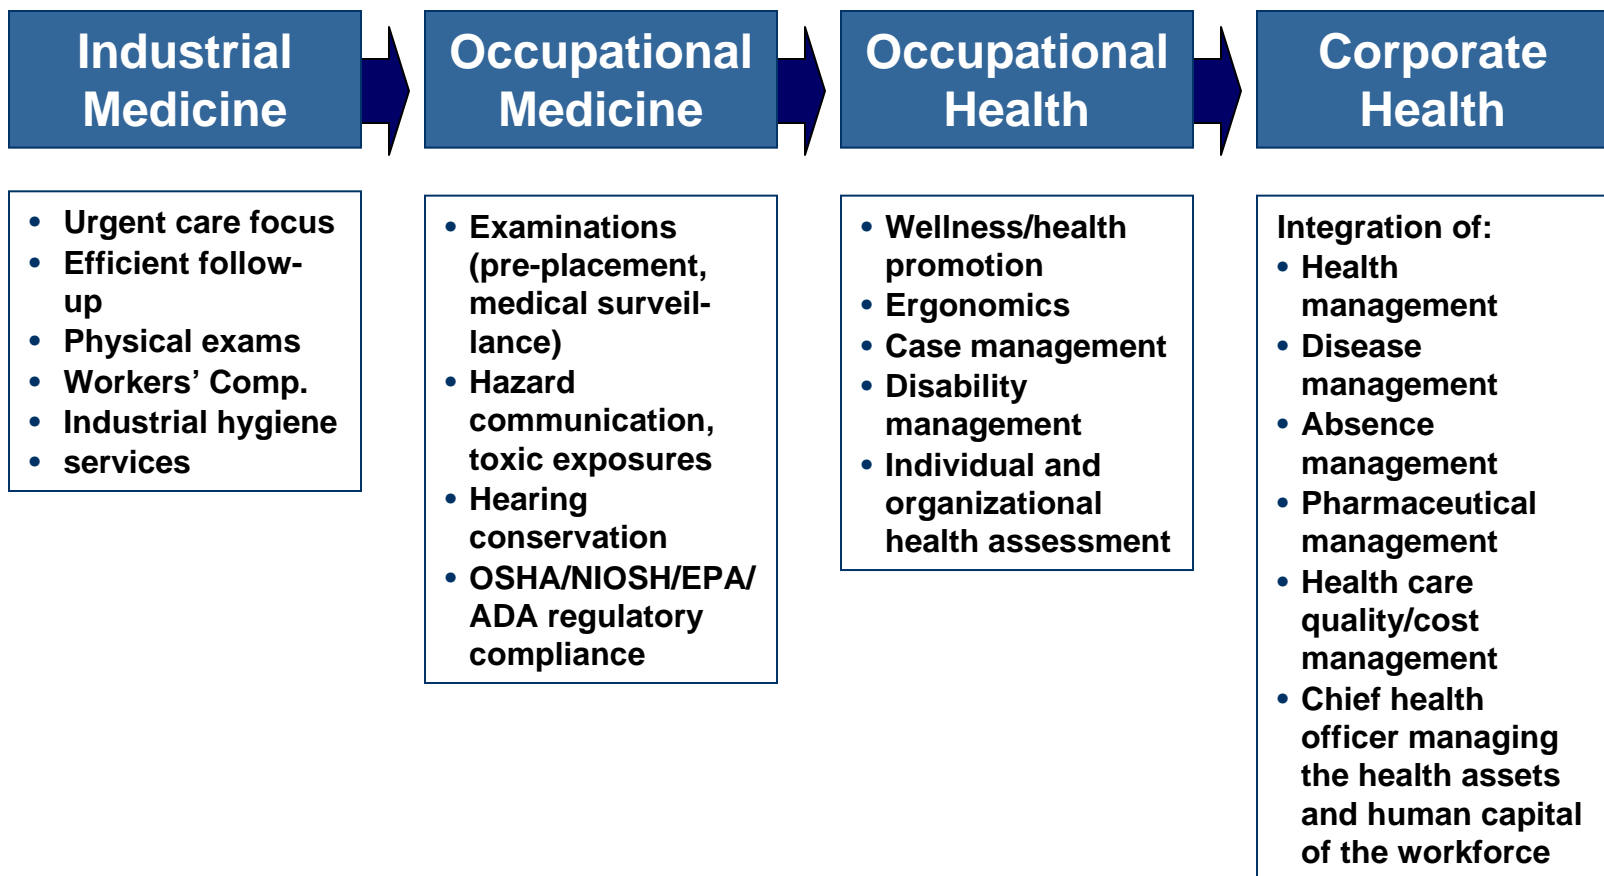 Industrial
Medicine
Occupational
Medicine
Occupational
Health
Corporate
Health
• Urgent care focus
• Efficient follow-
up
• Physical exams
• Workers’ Comp.
• Industrial hygiene
• services
• Examinations
(pre-placement,
medical surveil-
lance)
• Hazard
communication,
toxic exposures
• Hearing
conservation
• OSHA/NIOSH/EPA/
ADA regulatory
compliance
• Wellness/health
promotion
• Ergonomics
• Case management
• Disability
management
• Individual and
organizational
health assessment
Integration of:
• Health
management
• Disease
management
• Absence
management
• Pharmaceutical
management
• Health care
quality/cost
management
• Chief health
officer managing
the health assets
and human capital
of the workforce